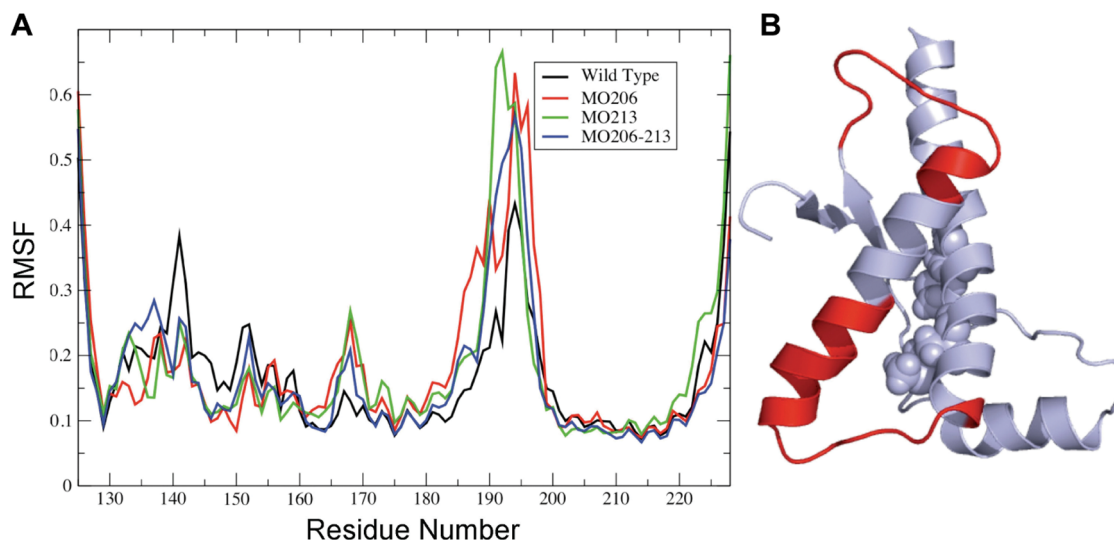 A
B
RMSF
0.6
0.5
0.4
0.3
0.2
0.1
0
Wild Type
MO206
MO213
MO206-213
130 140 150 160 170 180 190 200 210 220
Residue Number